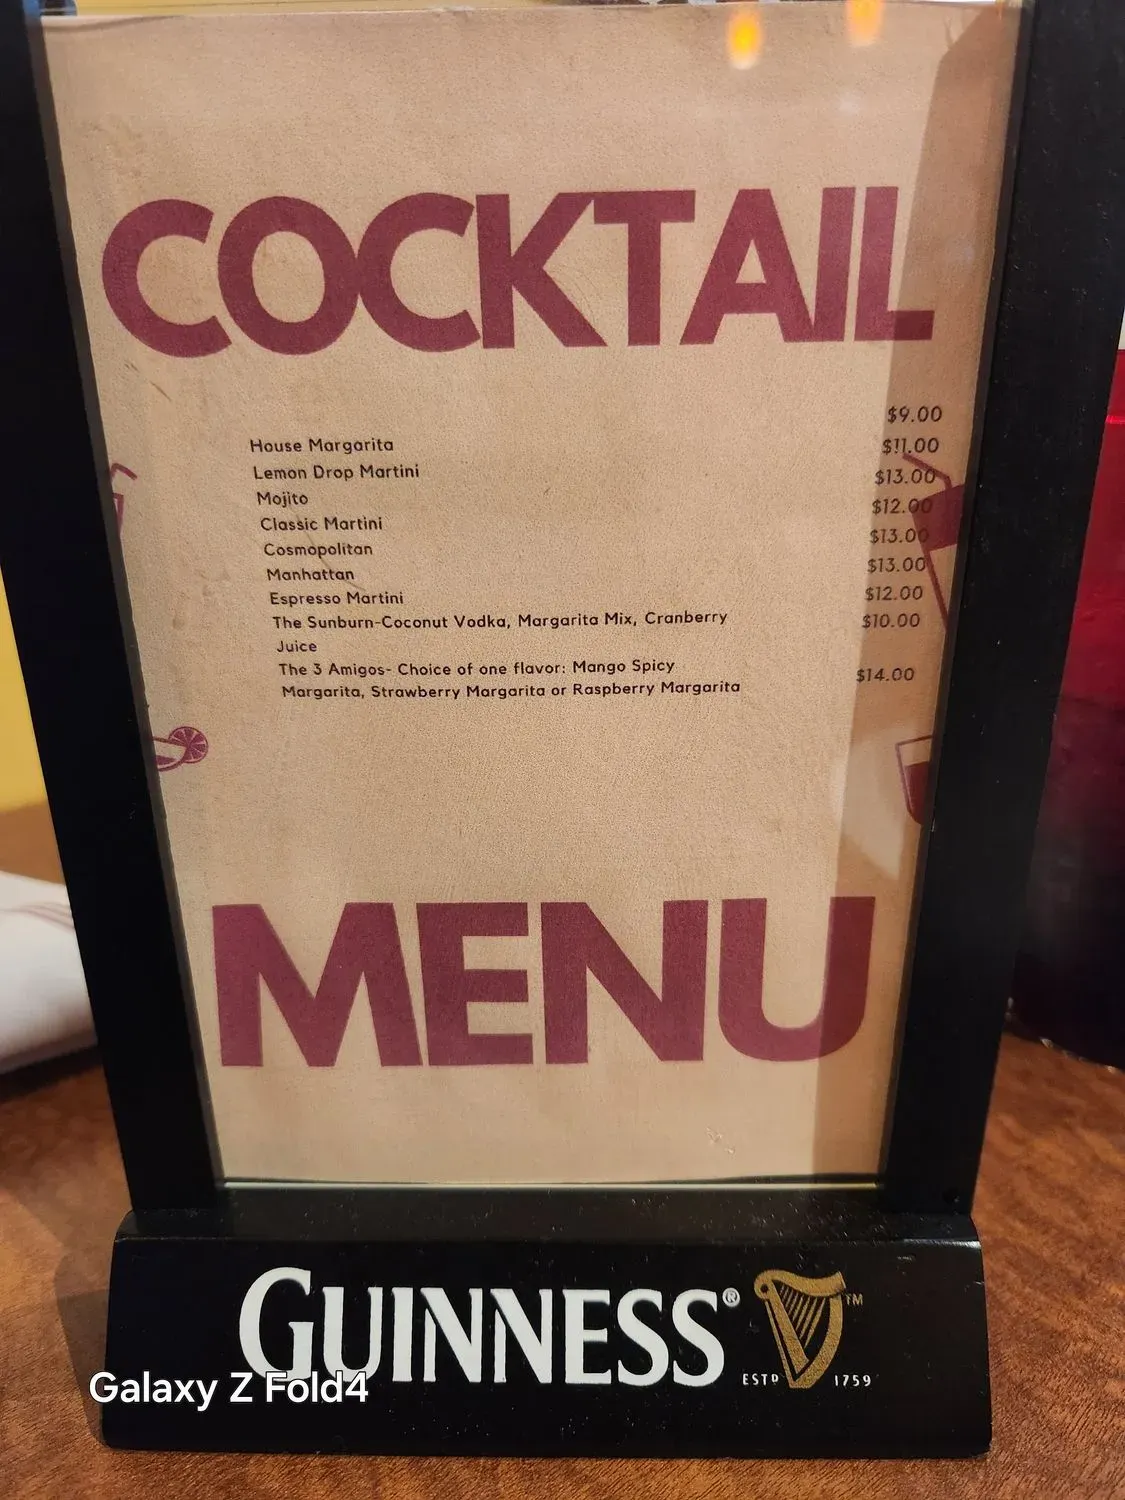 COCKTAIL
$9.00
House Margarita $11.00
Lemon Drop Martini $13.00
Mojito $12.00
Classic Martini $13.00
Cosmopolitan $13.00
Manhattan $12.00
Espresso Martini $10.00
The Sunburn-Coconut Vodka, Margarita Mix, Cranberry
Juice
The 3 Amigos- Choice of one flavor: Mango Spicy $14.00
Margarita, Strawberry Margarita or Raspberry Margarita
MENU
GUINNESS® TM
ESTD 1759
Galaxy Z Fold4